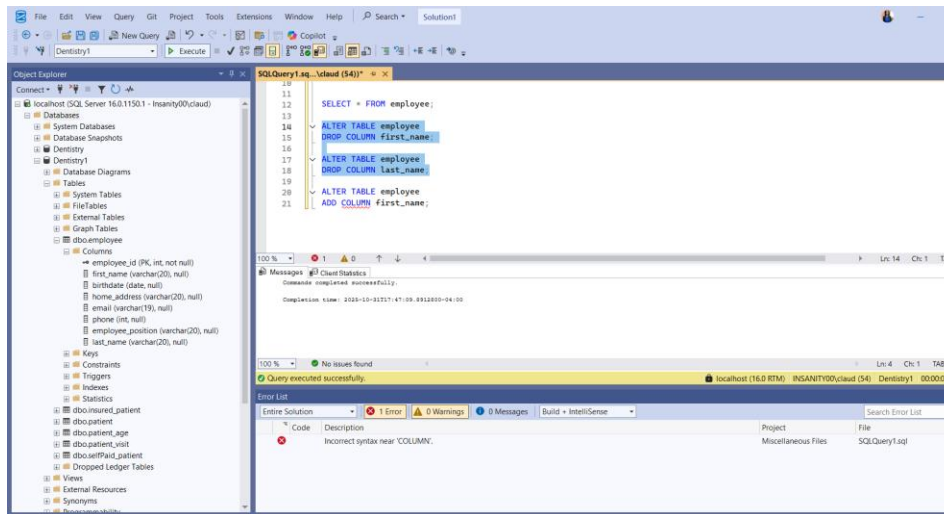 File Edit View Query Git Project Tools Extensions Window Help Search Solution1
New Query Copilot
Dentistry1 Execute
Object Explorer
Connect
localhost (SQL Server 16.0.1150.1 - Insanity00\claud)
Databases
System Databases
Database Snapshots
Dentistry
Dentistry1
Database Diagrams
Tables
System Tables
FileTables
External Tables
Graph Tables
dbo.employee
Columns
employee_id (PK, int, not null)
first_name (varchar(20), null)
birthdate (date, null)
home_address (varchar(20), null)
email (varchar(19), null)
phone (int, null)
employee_position (varchar(20), null)
last_name (varchar(20), null)
Keys
Constraints
Triggers
Indexes
Statistics
dbo.insured_patient
dbo.patient
dbo.patient_age
dbo.patient_visit
dbo.selfPaid_patient
Dropped Ledger Tables
Views
External Resources
Synonyms
SQLQuery1.sq...\claud (54))*
10
11
12 SELECT * FROM employee;
13
14 ALTER TABLE employee
15 DROP COLUMN first_name;
16
17 ALTER TABLE employee
18 DROP COLUMN last_name;
19
20 ALTER TABLE employee
21 ADD COLUMN first_name;
100 % 1 0 Ln: 14 Ch: 1
Messages Client Statistics
Commands completed successfully.
Completion time:
100 % No issues found Ln: 4 Ch: 1 TAB
Query executed successfully. localhost (16.0 RTM) INSANITY00\claud (54) Dentistry1
Error List
Entire Solution 1 Error 0 Warnings 0 Messages Build + IntelliSense Search Error List
Code Description Project File
Incorrect syntax near 'COLUMN'. Miscellaneous Files SQLQuery1.sql